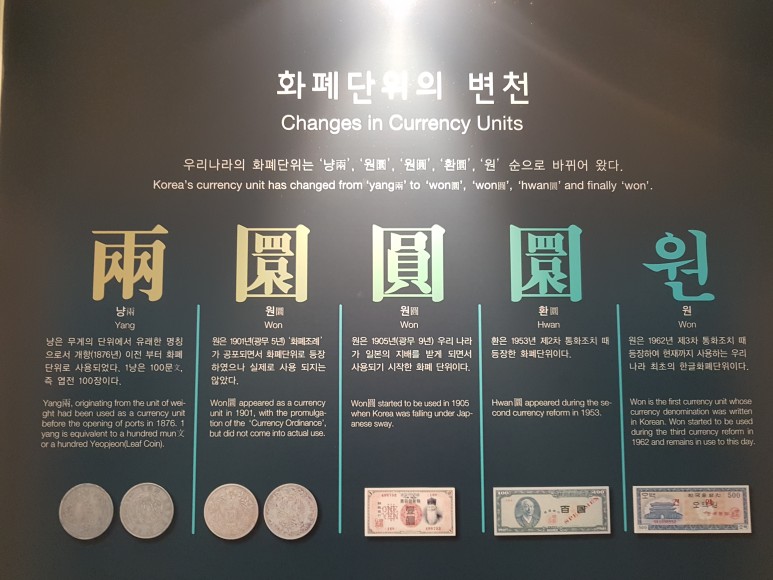 화폐단위의 변천
Changes in Currency Units
우리나라의 화폐단위는 '냥兩', '원圜', '원圓', '환圜', '원' 순으로 바뀌어 왔다.
Korea's currency unit has changed from 'yang兩' to 'won圜', 'won圓', 'hwan圜' and finally 'won'.
兩
냥兩
Yang
냥은 무게의 단위에서 유래한 명칭
으로서 개항(1876년) 이전 부터 화폐
단위로 사용되었다. 1냥은 100문文,
즉 엽전 100장이다.
Yang兩, originating from the unit of wei-
ght had been used as a currency unit
before the opening of ports in 1876. 1
yang is equivalent to a hundred mun文
or a hundred Yeopjeon(Leaf Coin).
圜
원圜
Won
원은 1901년(광무 5년) '화폐조례'
가 공포되면서 화폐단위로 등장
하였으나 실제로 사용 되지는
않았다.
Won圜 appeared as a currency
unit in 1901, with the promulga-
tion of the 'Currency Ordinance',
but did not come into actual use.
圓
원圓
Won
원은 1905년(광무 9년) 우리 나라
가 일본의 지배를 받게 되면서
사용되기 시작한 화폐 단위이다.
Won圓 started to be used in 1905
when Korea was falling under Jap-
anese sway.
圜
환圜
Hwan
환은 1953년 제2차 통화조치 때
등장한 화폐단위이다.
Hwan圜 appeared during the se-
cond currency reform in 1953.
원
원
Won
원은 1962년 제3차 통화조치 때
등장하여 현재까지 사용하는 우리
나라 최초의 한글화폐단위이다.
Won is the first currency unit whose
currency denomination was written
in Korean. Won started to be used
during the third currency reform in
1962 and remains in use to this day.
壹圓
100
百圜
500
오백원